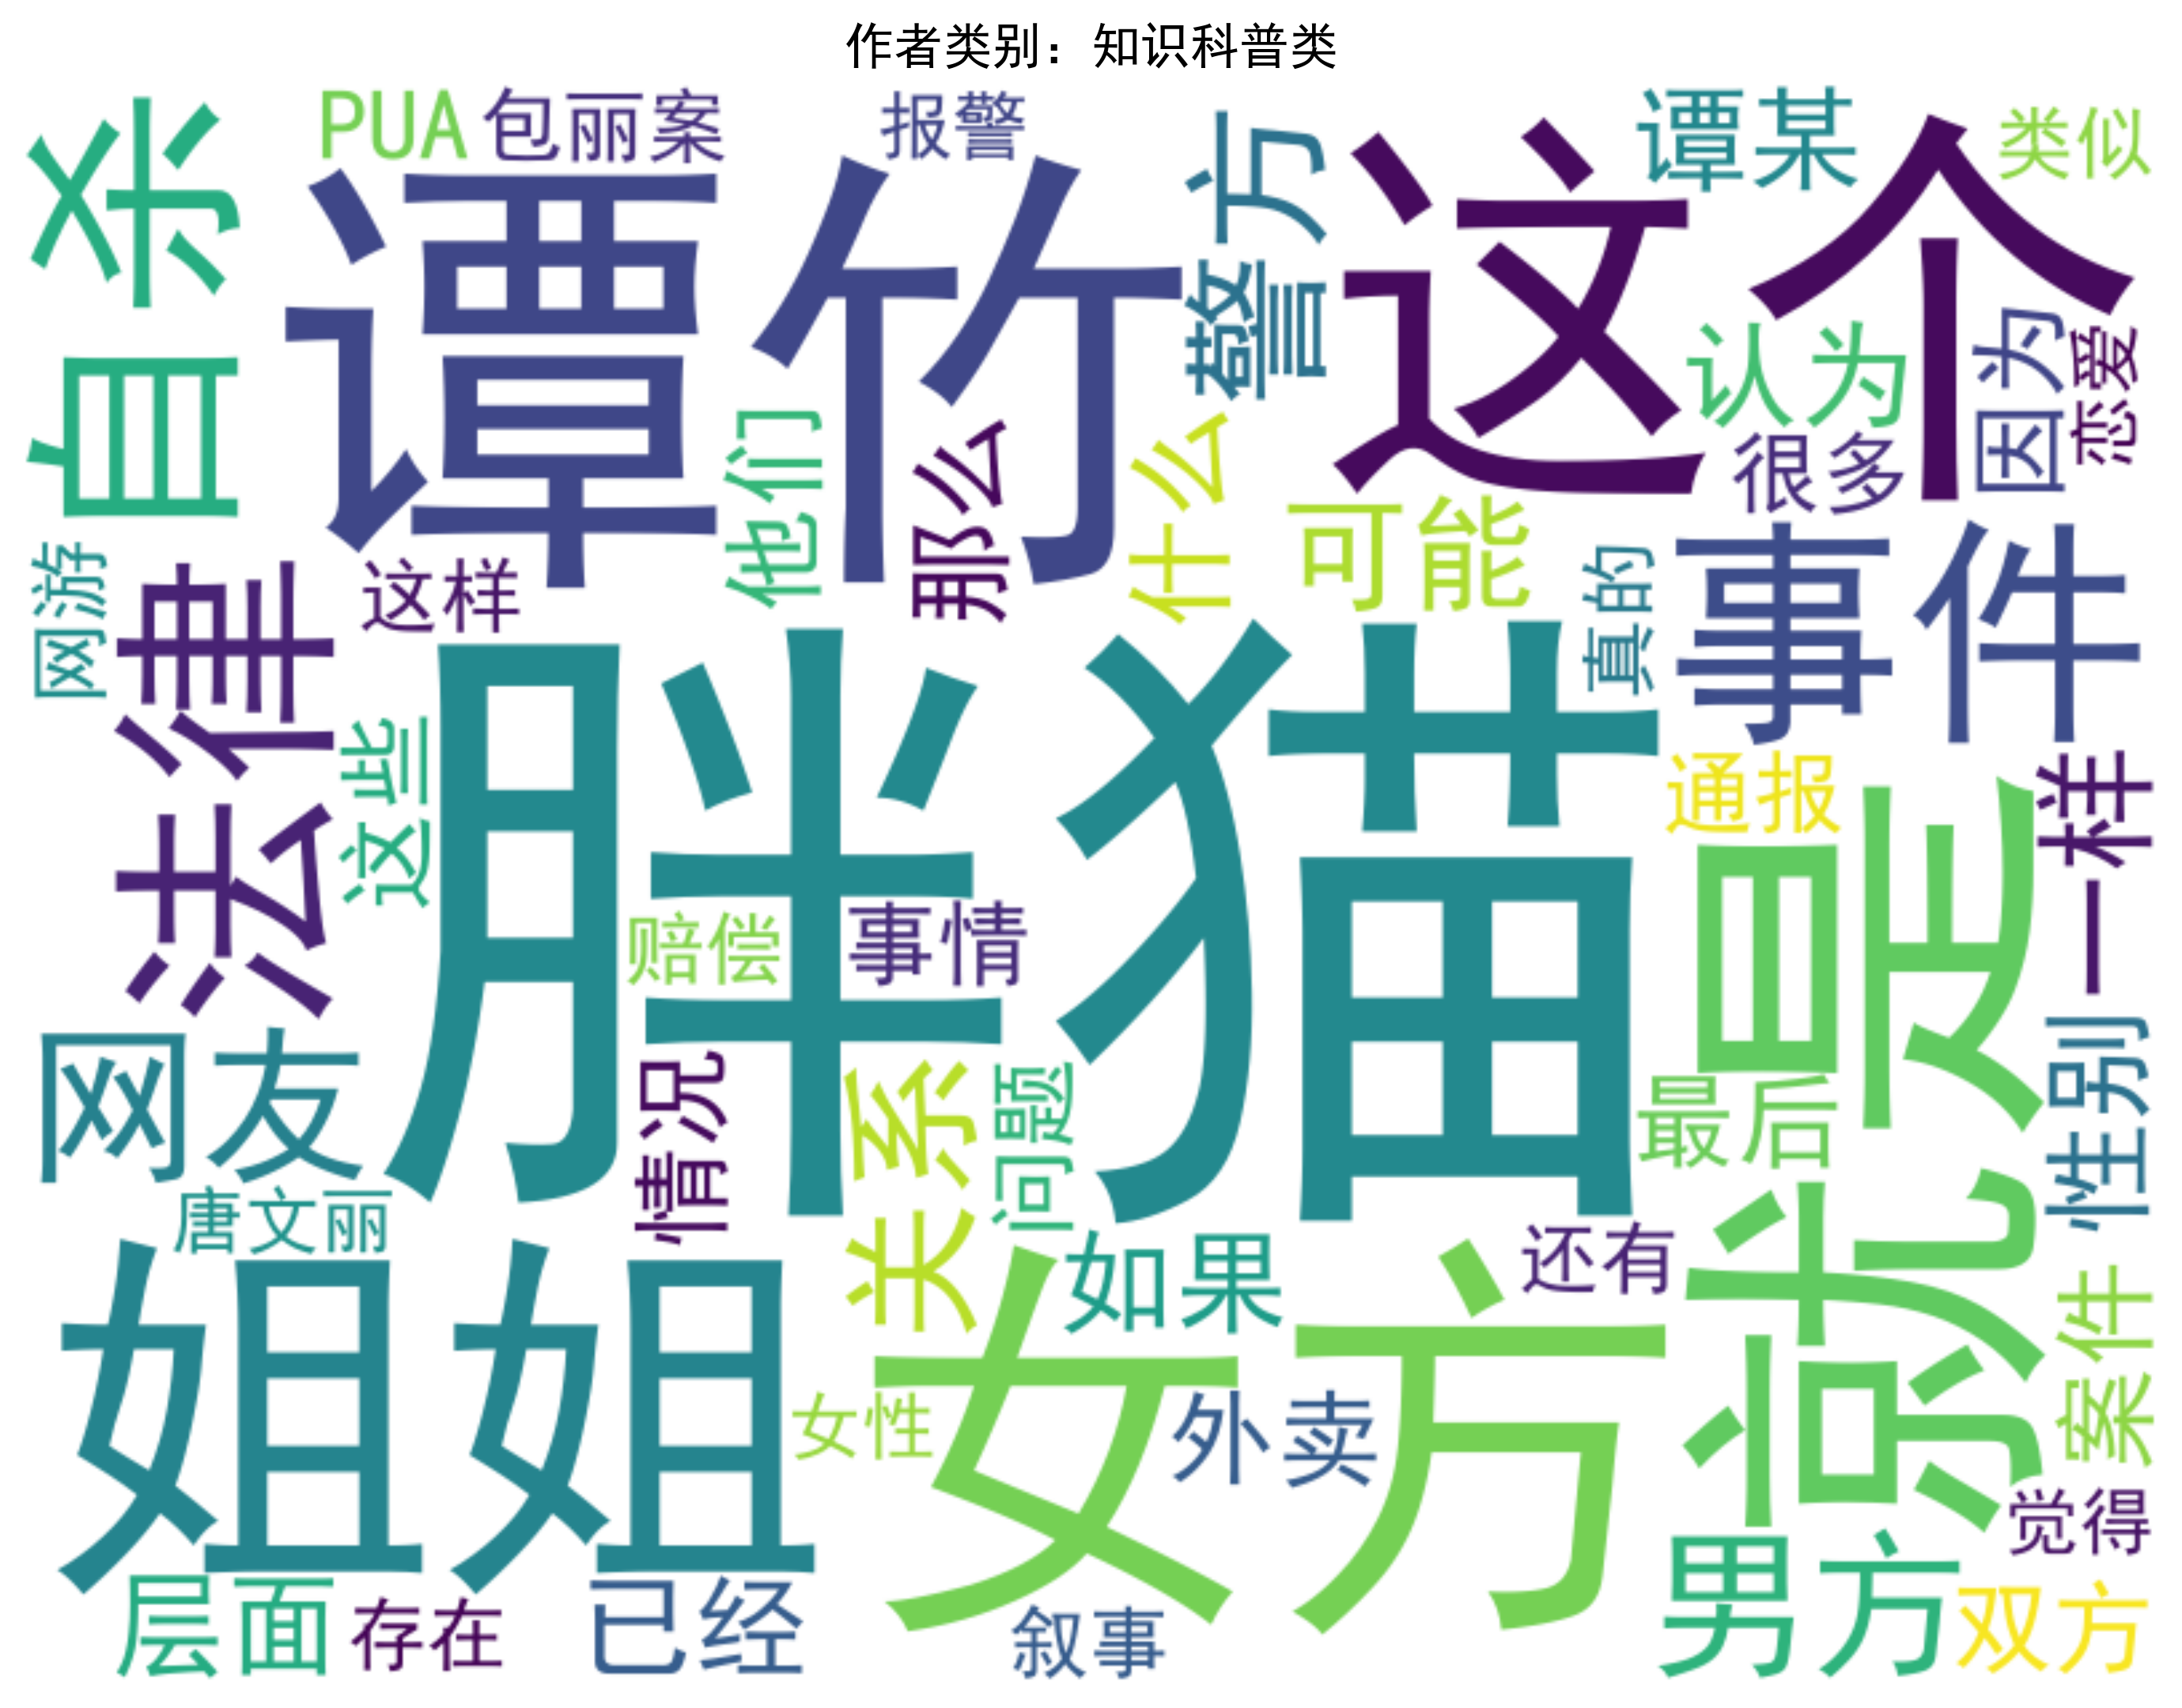 作者类别：知识科普类
PUA
包丽案
报警
谭某
类似
自杀
谭竹
警方
这个
认为
因为
恋爱
很多
他们
那么
什么
可能
网游
法律
这样
真的
事件
这些
胖猫
通报
一样
是否
赔偿
事情
网友
情况
关系
问题
最后
性别
唐文丽
姐姐
如果
还有
女方
女性
外卖
案件
觉得
层面
存在
已经
叙事
男方
双方